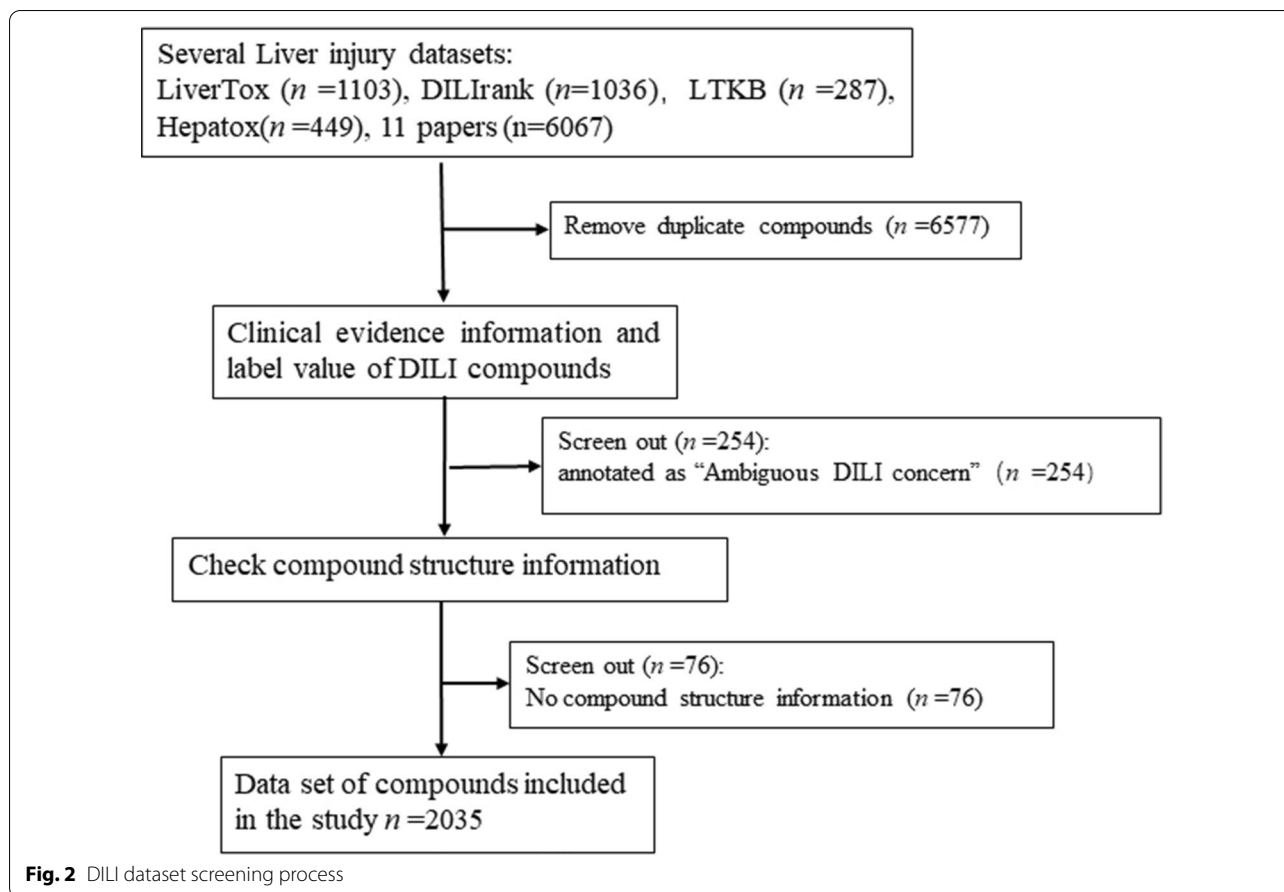 Several Liver injury datasets:
LiverTox (n =1103), DILIrank (n=1036), LTKB (n =287),
Hepatox(n =449), 11 papers (n=6067)
Remove duplicate compounds (n =6577)
Clinical evidence information and
label value of DILI compounds
Screen out (n =254):
annotated as “Ambiguous DILI concern” (n =254)
Check compound structure information
Screen out (n =76):
No compound structure information (n =76)
Data set of compounds included
in the study n =2035
Fig. 2 DILI dataset screening process